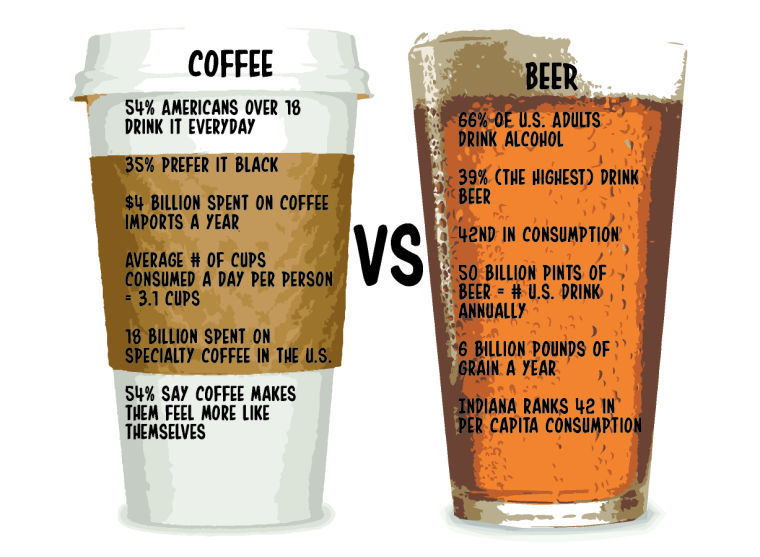 COFFEE
54% AMERICANS OVER 18
DRINK IT EVERYDAY
35% PREFER IT BLACK
$4 BILLION SPENT ON COFFEE
IMPORTS A YEAR
AVERAGE # OF CUPS
CONSUMED A DAY PER PERSON
= 3.1 CUPS
18 BILLION SPENT ON
SPECIALTY COFFEE IN THE U.S.
54% SAY COFFEE MAKES
THEM FEEL MORE LIKE
THEMSELVES
VS
BEER
66% OF U.S. ADULTS
DRINK ALCOHOL
39% (THE HIGHEST) DRINK
BEER
42ND IN CONSUMPTION
50 BILLION PINTS OF
BEER = # U.S. DRINK
ANNUALLY
6 BILLION POUNDS OF
GRAIN A YEAR
INDIANA RANKS 42 IN
PER CAPITA CONSUMPTION